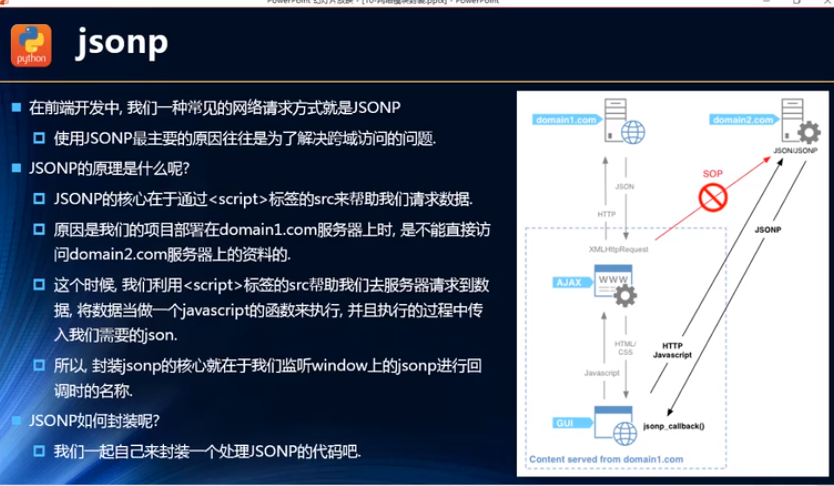 jsonp
python
在前端开发中, 我们一种常见的网络请求方式就是JSONP
使用JSONP最主要的原因往往是为了解决跨域访问的问题.
JSONP的原理是什么呢?
JSONP的核心在于通过<script>标签的src来帮助我们请求数据.
原因是我们的项目部署在domain1.com服务器上时, 是不能直接访
问domain2.com服务器上的资料的.
这个时候, 我们利用<script>标签的src帮助我们去服务器请求到数
据, 将数据当做一个javascript的函数来执行, 并且执行的过程中传
入我们需要的json.
所以, 封装jsonp的核心就在于我们监听window上的jsonp进行回
调时的名称.
JSONP如何封装呢?
我们一起自己来封装一个处理JSONP的代码吧.
domain1.com
domain2.com
JSON/JSONP
SOP
JSON
HTTP
JSONP
XMLHttpRequest
AJAX
WWW
HTTP
Javascript
HTML/
CSS
Javascript
GUI
jsonp_callback()
Content served from domain1.com